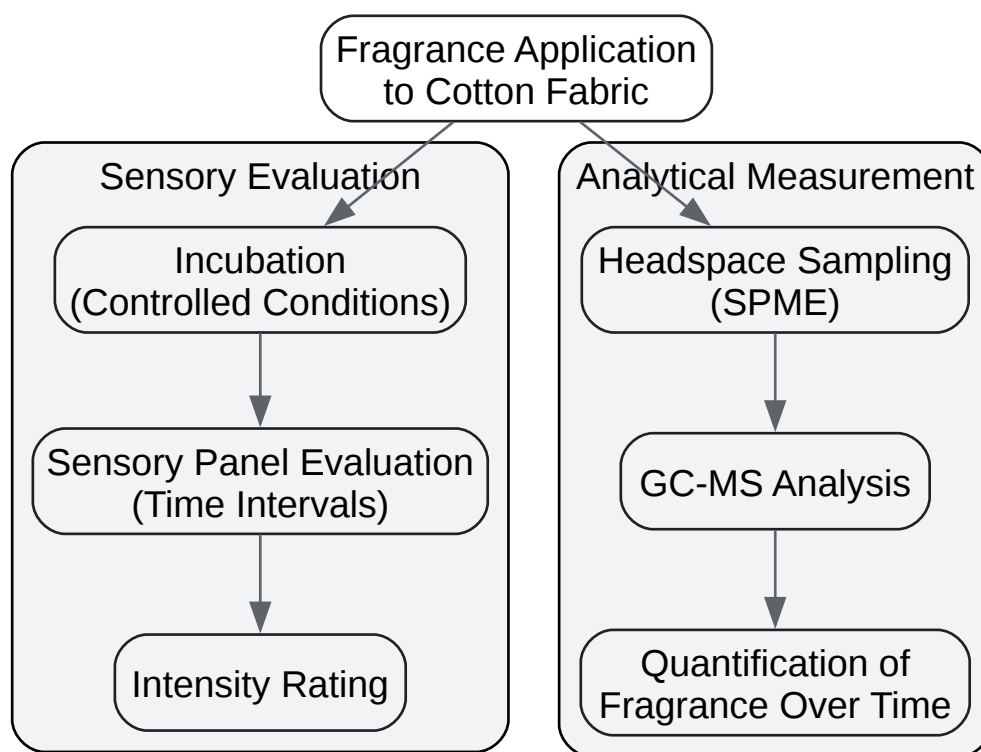 Fragrance Application
to Cotton Fabric
Sensory Evaluation
Incubation
(Controlled Conditions)
Sensory Panel Evaluation
(Time Intervals)
Intensity Rating
Analytical Measurement
Headspace Sampling
(SPME)
GC-MS Analysis
Quantification of
Fragrance Over Time